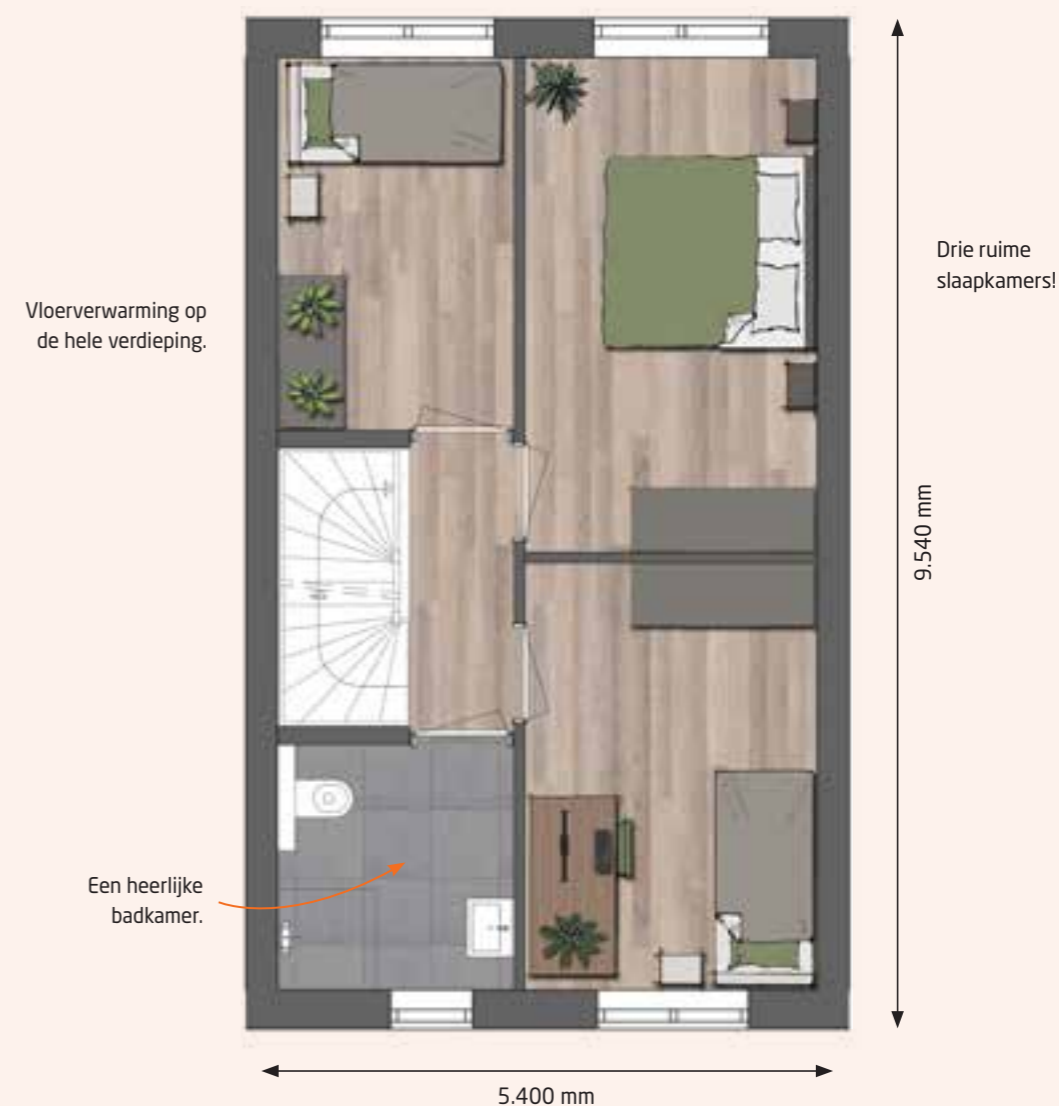 Drie ruime
slaapkamers!
Vloerverwarming op
de hele verdieping.
9.540 mm
Een heerlijke
badkamer.
5.400 mm